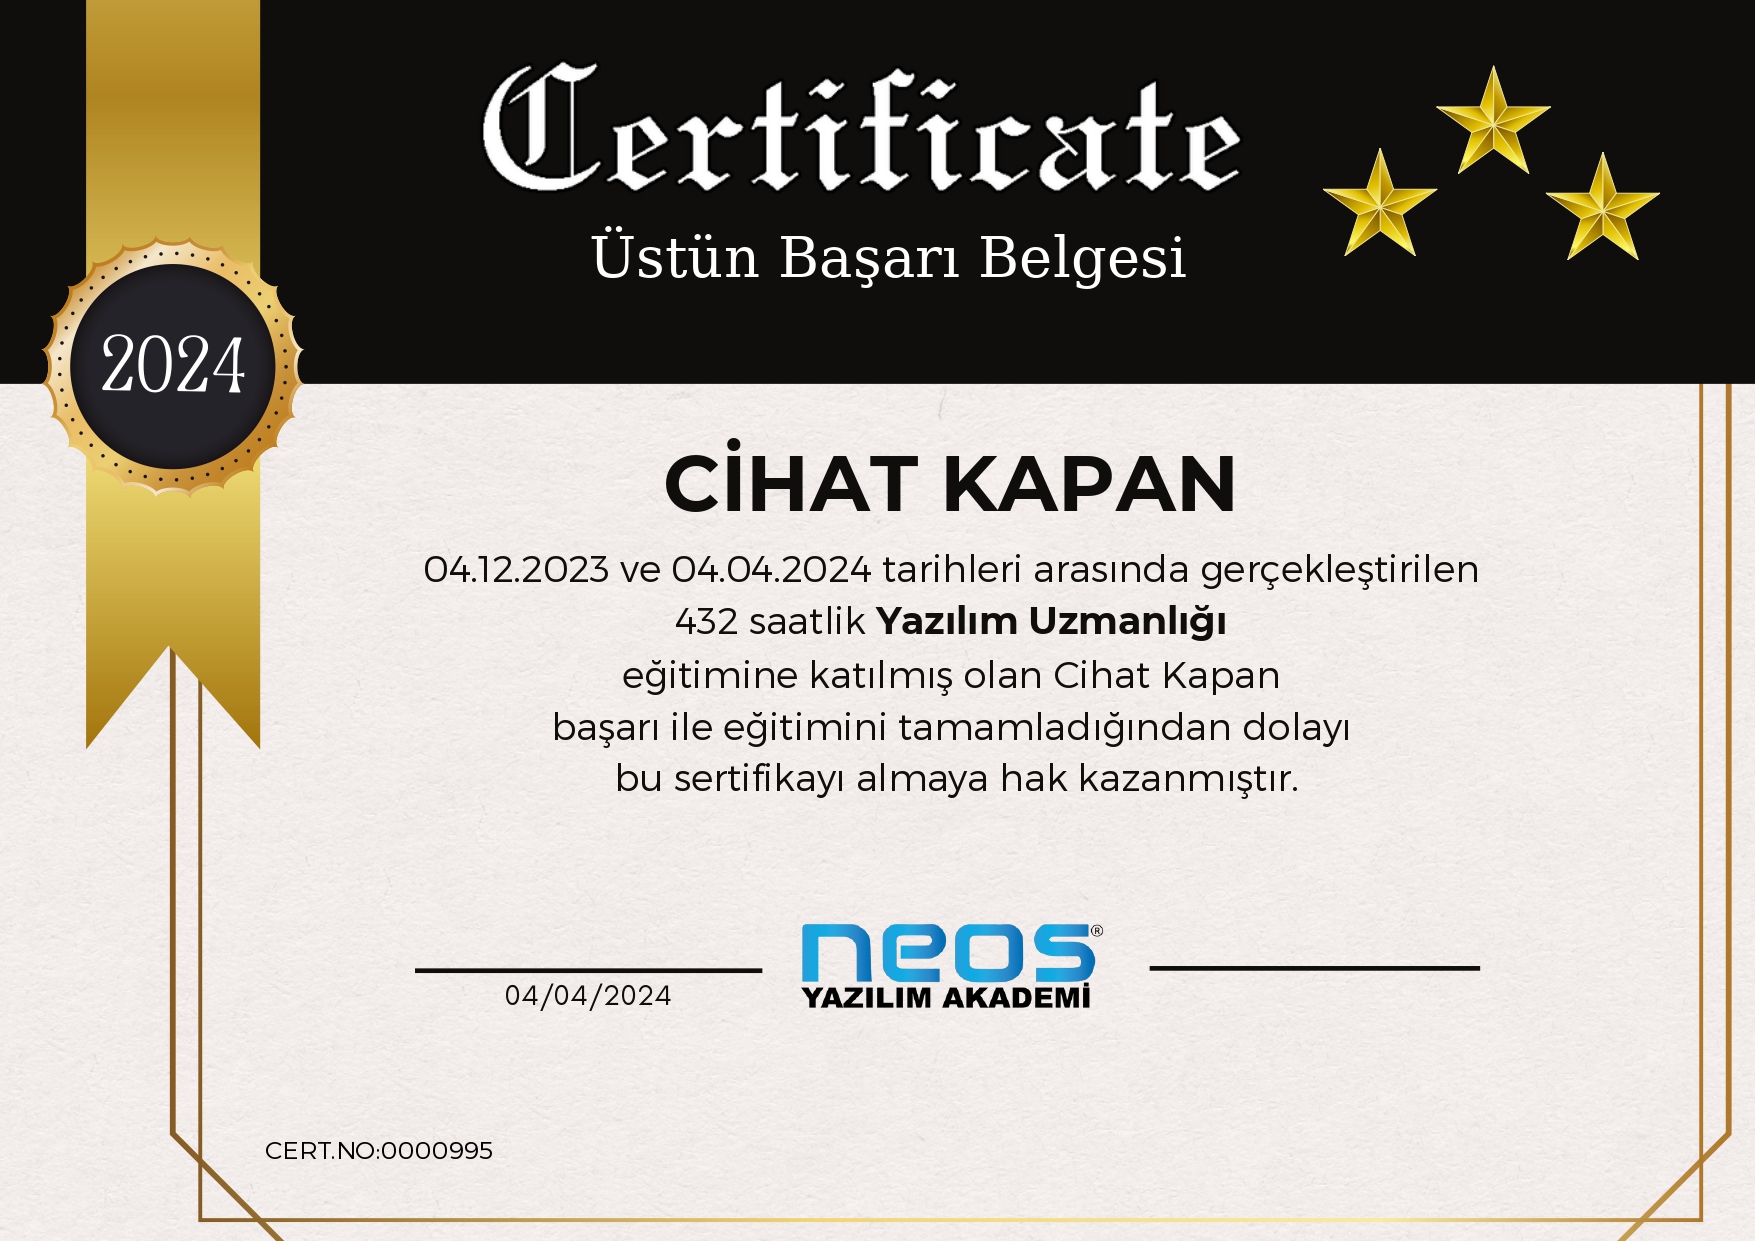 Certificate
Üstün Başarı Belgesi
2024
CİHAT KAPAN
04.12.2023 ve 04.04.2024 tarihleri arasında gerçekleştirilen
432 saatlik Yazılım Uzmanlığı
eğitimine katılmış olan Cihat Kapan
başarı ile eğitimini tamamladığından dolayı
bu sertifikayı almaya hak kazanmıştır.
neos®
YAZILIM AKADEMİ
04/04/2024
CERT.NO:0000995